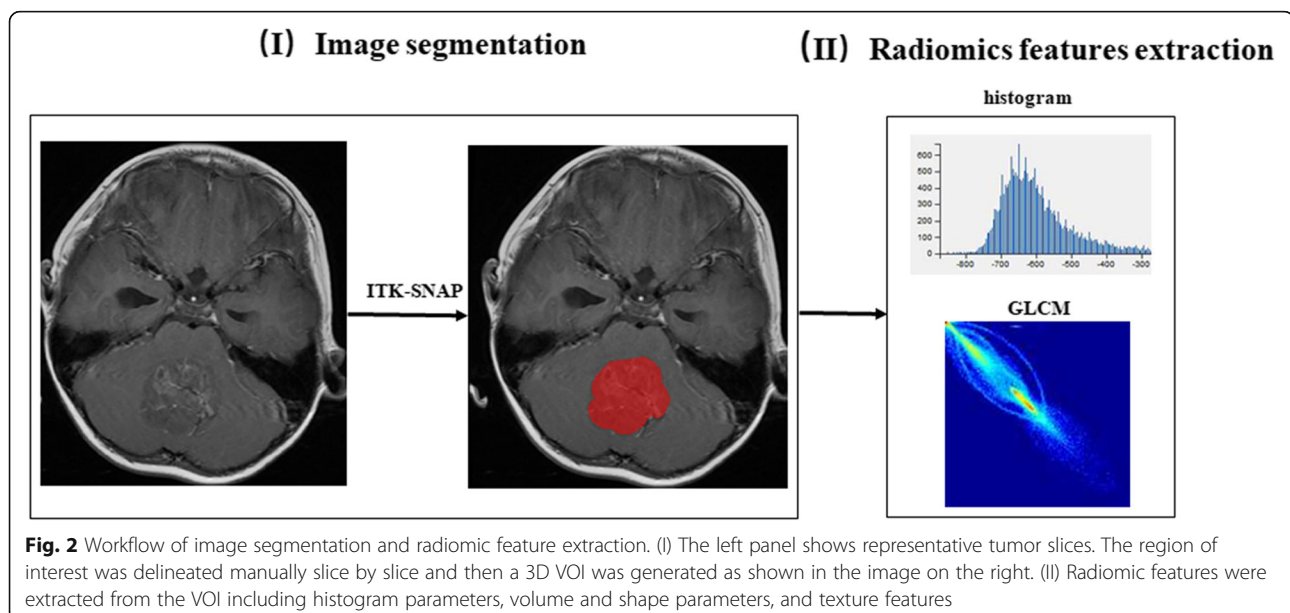 (I) Image segmentation
(II) Radiomics features extraction
ITK-SNAP
histogram
600
500
400
300
200
100
0
-800 -700 -600 -500 -400 -300
GLCM
Fig. 2 Workflow of image segmentation and radiomic feature extraction. (I) The left panel shows representative tumor slices. The region of
interest was delineated manually slice by slice and then a 3D VOI was generated as shown in the image on the right. (II) Radiomic features were
extracted from the VOI including histogram parameters, volume and shape parameters, and texture features